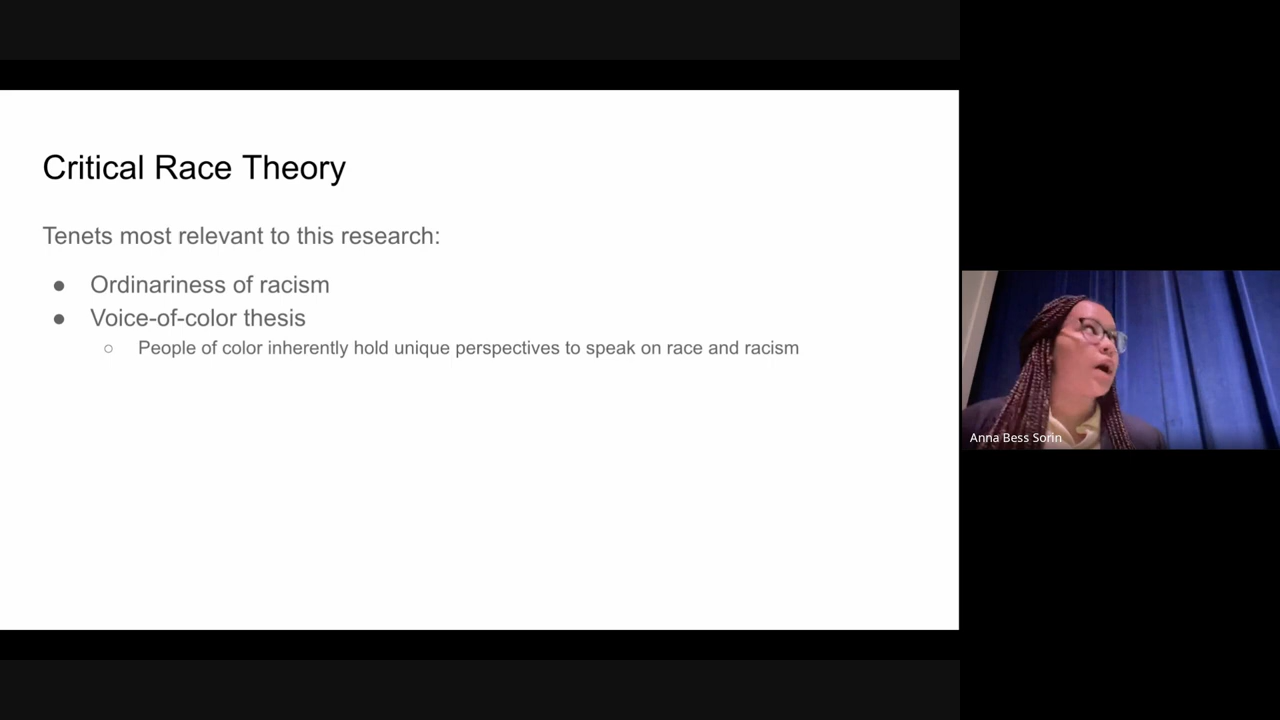 Critical Race Theory
Tenets most relevant to this research:
● Ordinariness of racism
● Voice-of-color thesis
○ People of color inherently hold unique perspectives to speak on race and racism
Anna Bess Sorin